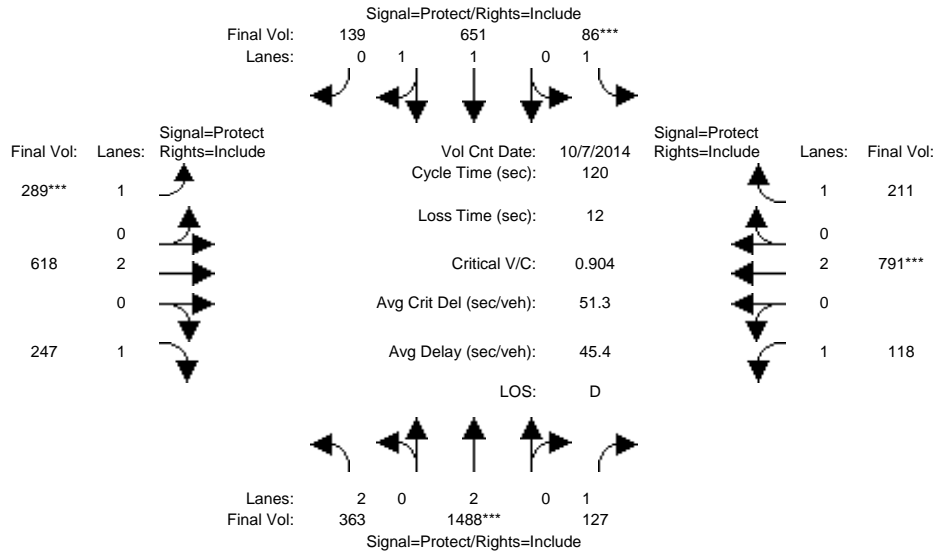 Signal=Protect/Rights=Include
Final Vol: 139 651 86***
Lanes: 0 1 1 0 1
Signal=Protect
Final Vol: Lanes: Rights=Include
Vol Cnt Date: 10/7/2014
Signal=Protect
Rights=Include Lanes: Final Vol:
Cycle Time (sec): 120
289*** 1
1 211
Loss Time (sec): 12
0
0
618 2
Critical V/C: 0.904
2 791***
0
Avg Crit Del (sec/veh): 51.3
0
247 1
Avg Delay (sec/veh): 45.4
1 118
LOS: D
Lanes: 2 0 2 0 1
Final Vol: 363 1488*** 127
Signal=Protect/Rights=Include